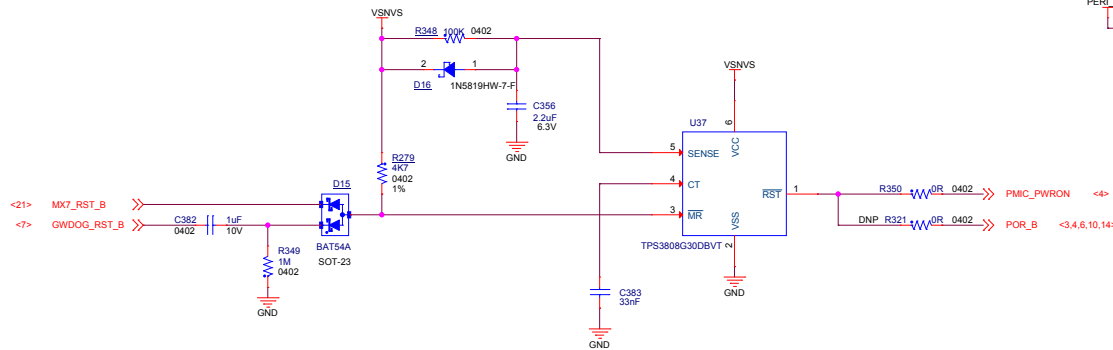 PERI_
VSNVS
R348 100K 0402
2 1
D16 1N5819HW-7-F
C356
2.2uF
6.3V
GND
VSNVS
U37
6
VCC
5 SENSE
4 CT
3 MR
RST 1
VSS
2
TPS3808G30DBVT
GND
R279
4K7
0402
1%
D15
<21> MX7_RST_B
<7> GWDOG_RST_B
C382 1uF
0402 10V
BAT54A
SOT-23
R349
1M
0402
GND
C383
33nF
GND
R350 0R 0402 PMIC_PWRON <4>
DNP R321 0R 0402 POR_B <3,4,6,10,14>